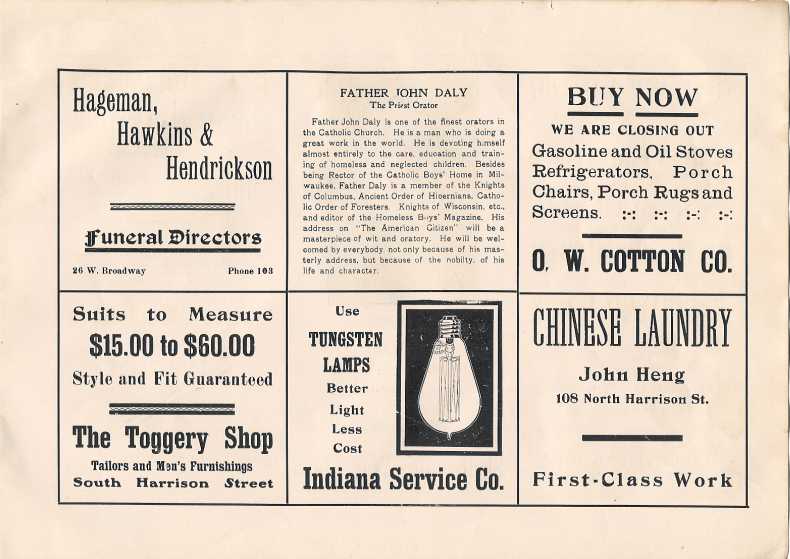 Hageman,
Hawkins &
Hendrickson
Funeral Directors
26 W. Broadway Phone 103
FATHER JOHN DALY
The Priest Orator
Father John Daly is one of the finest orators in
the Catholic Church. He is a man who is doing a
great work in the world. He is devoting himself
almost entirely to the care, education and train-
ing of homeless and neglected children. Besides
being Rector of the Catholic Boys' Home in Mil-
waukee, Father Daly is a member of the Knights
of Columbus, Ancient Order of Hibernians, Catho-
lic Order of Foresters. Knights of Wisconsin, etc.,
and editor of the Homeless Boys' Magazine. His
address on "The American Citizen" will be a
masterpiece of wit and oratory. He will be wel-
comed by everybody, not only because of his mas-
terly address, but because of the nobilty, of his
life and character.
BUY NOW
WE ARE CLOSING OUT
Gasoline and Oil Stoves
Refrigerators, Porch
Chairs, Porch Rugs and
Screens. :-: :-: :-: :-:
O. W. COTTON CO.
Suits to Measure
$15.00 to $60.00
Style and Fit Guaranteed
The Toggery Shop
Tailors and Men's Furnishings
South Harrison Street
Use
TUNGSTEN
LAMPS
Better
Light
Less
Cost
Indiana Service Co.
CHINESE LAUNDRY
John Heng
108 North Harrison St.
First-Class Work